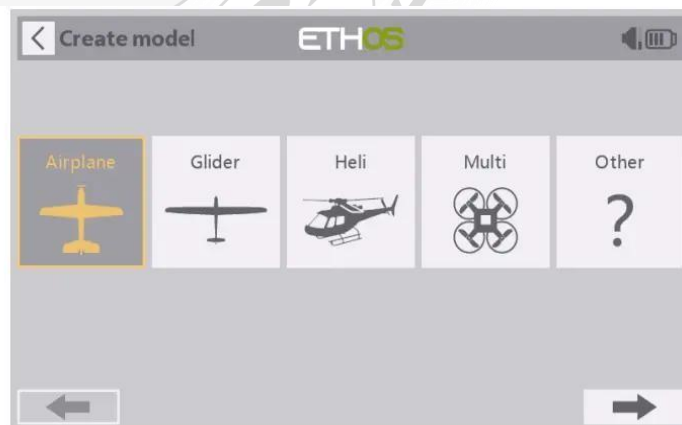 Create model
ETHOS
Airplane
Glider
Heli
Multi
Other
?